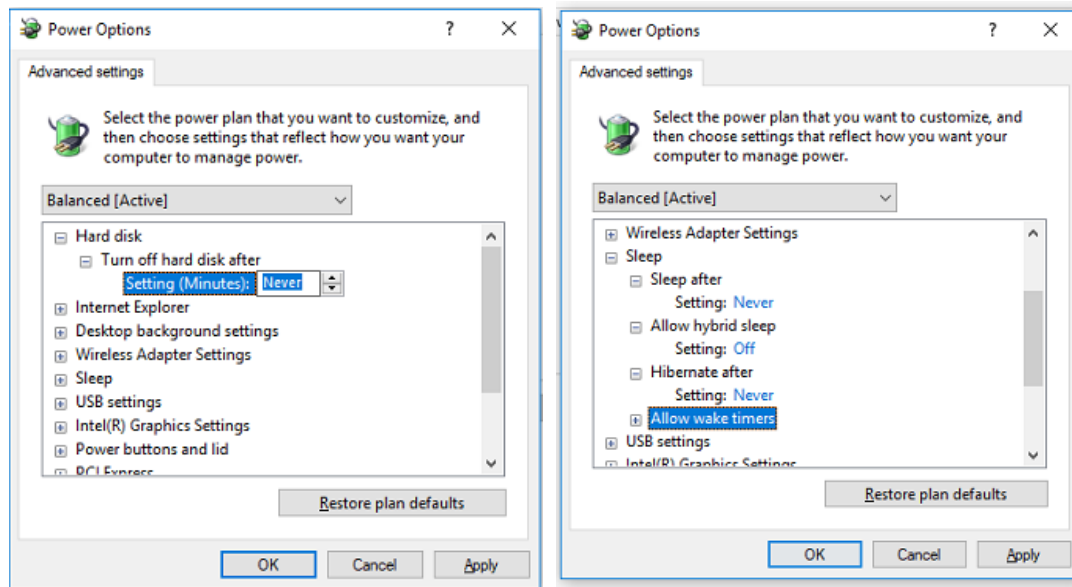 Power Options
Advanced settings
Select the power plan that you want to customize, and
then choose settings that reflect how you want your
computer to manage power.
Balanced [Active]
Hard disk
Turn off hard disk after
Setting (Minutes): Never
Internet Explorer
Desktop background settings
Wireless Adapter Settings
Sleep
USB settings
Intel(R) Graphics Settings
Power buttons and lid
PCI Express
Restore plan defaults
OK Cancel Apply
Power Options
Advanced settings
Select the power plan that you want to customize, and
then choose settings that reflect how you want your
computer to manage power.
Balanced [Active]
Wireless Adapter Settings
Sleep
Sleep after
Setting: Never
Allow hybrid sleep
Setting: Off
Hibernate after
Setting: Never
Allow wake timers
USB settings
Intel(R) Graphics Settings
Restore plan defaults
OK Cancel Apply